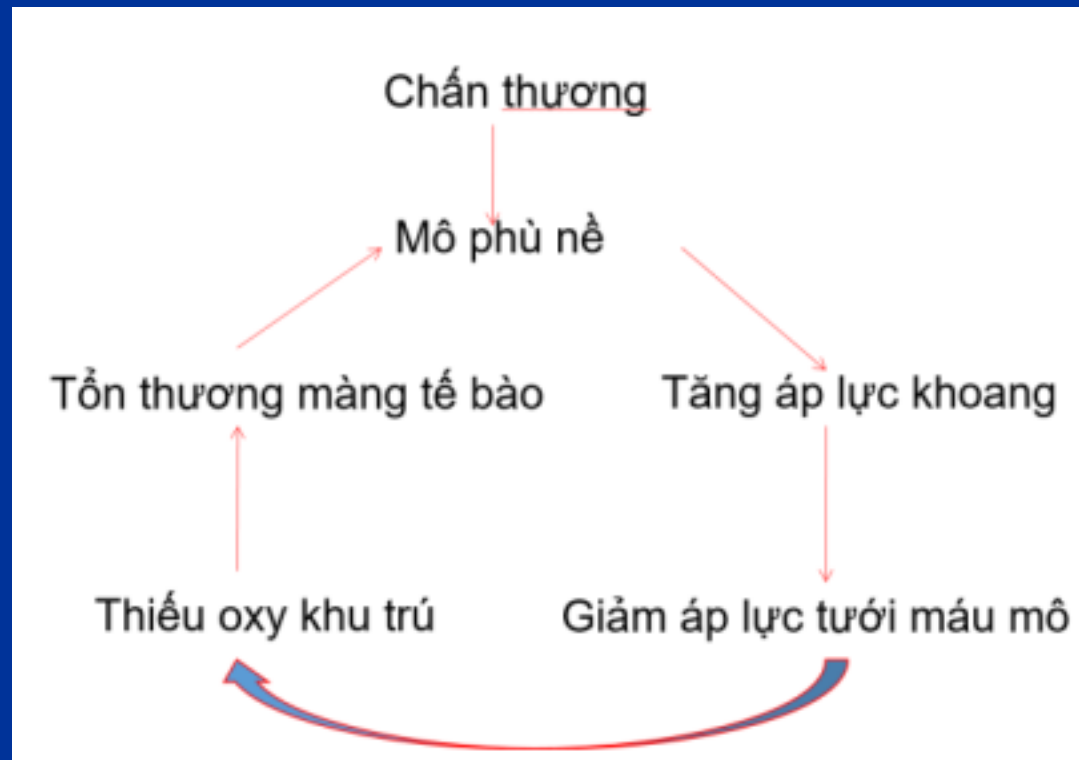 Chấn thương
Mô phù nề
Tổn thương màng tế bào
Tăng áp lực khoang
Thiếu oxy khu trú
Giảm áp lực tưới máu mô